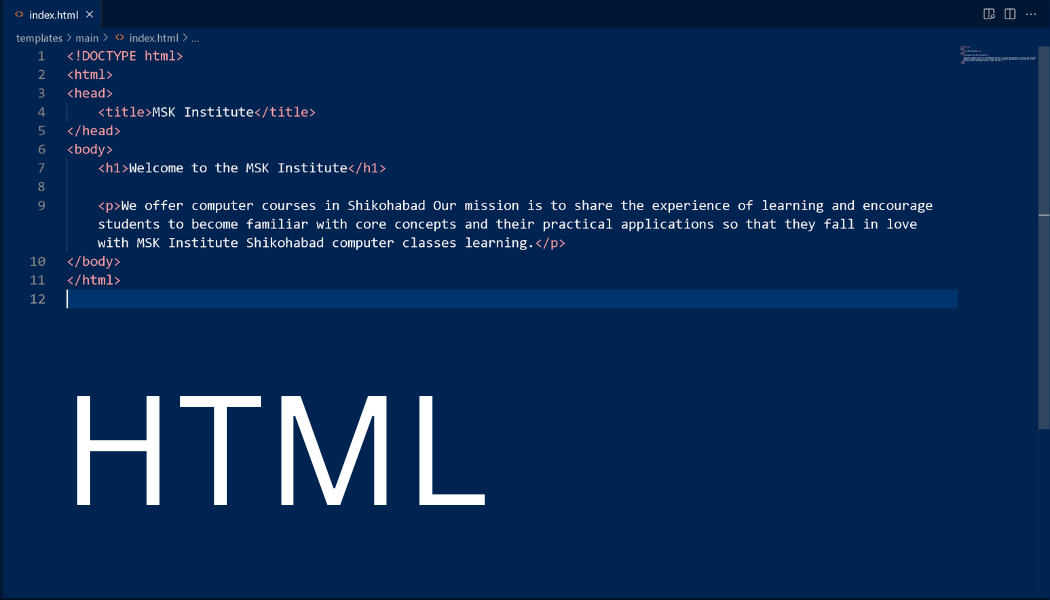 index.html
templates > main > index.html > ...
1 <!DOCTYPE html>
2 <html>
3 <head>
4 <title>MSK Institute</title>
5 </head>
6 <body>
7 <h1>Welcome to the MSK Institute</h1>
8
9 <p>We offer computer courses in Shikohabad Our mission is to share the experience of learning and encourage
students to become familiar with core concepts and their practical applications so that they fall in love
with MSK Institute Shikohabad computer classes learning.</p>
10 </body>
11 </html>
12
HTML